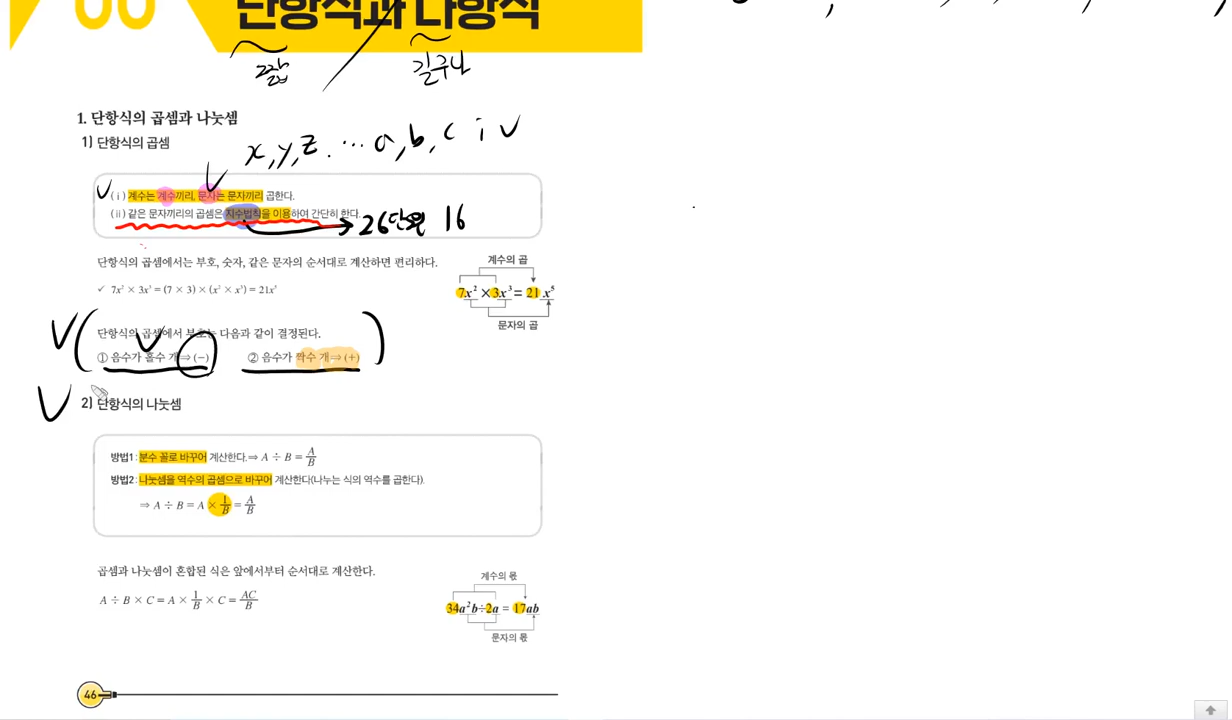 단항식과 다항식
짧
길구나
1. 단항식의 곱셈과 나눗셈
1) 단항식의 곱셈
x, y, z. … a, b, c i v
(ⅰ) 계수는 계수끼리, 문자는 문자끼리 곱한다.
(ⅱ) 같은 문자끼리의 곱셈은 지수법칙을 이용하여 간단히 한다.
26단원 16
단항식의 곱셈에서는 부호, 숫자, 같은 문자의 순서대로 계산하면 편리하다.
✓ 7x² × 3x³ = (7 × 3) × (x² × x³) = 21x⁵
계수의 곱
7x² × 3x³ = 21 x⁵
문자의 곱
단항식의 곱셈에서 부호는 다음과 같이 결정된다.
① 음수가 홀수 개⇒(−) ② 음수가 짝수 개⇒(+)
2) 단항식의 나눗셈
방법1: 분수 꼴로 바꾸어 계산한다.⇒ A ÷ B = A/B
방법2: 나눗셈을 역수의 곱셈으로 바꾸어 계산한다(나누는 식의 역수를 곱한다).
⇒ A ÷ B = A × 1/B = A/B
곱셈과 나눗셈이 혼합된 식은 앞에서부터 순서대로 계산한다.
A ÷ B × C = A × 1/B × C = AC/B
계수의 몫
34a²b÷2a = 17ab
문자의 몫
46